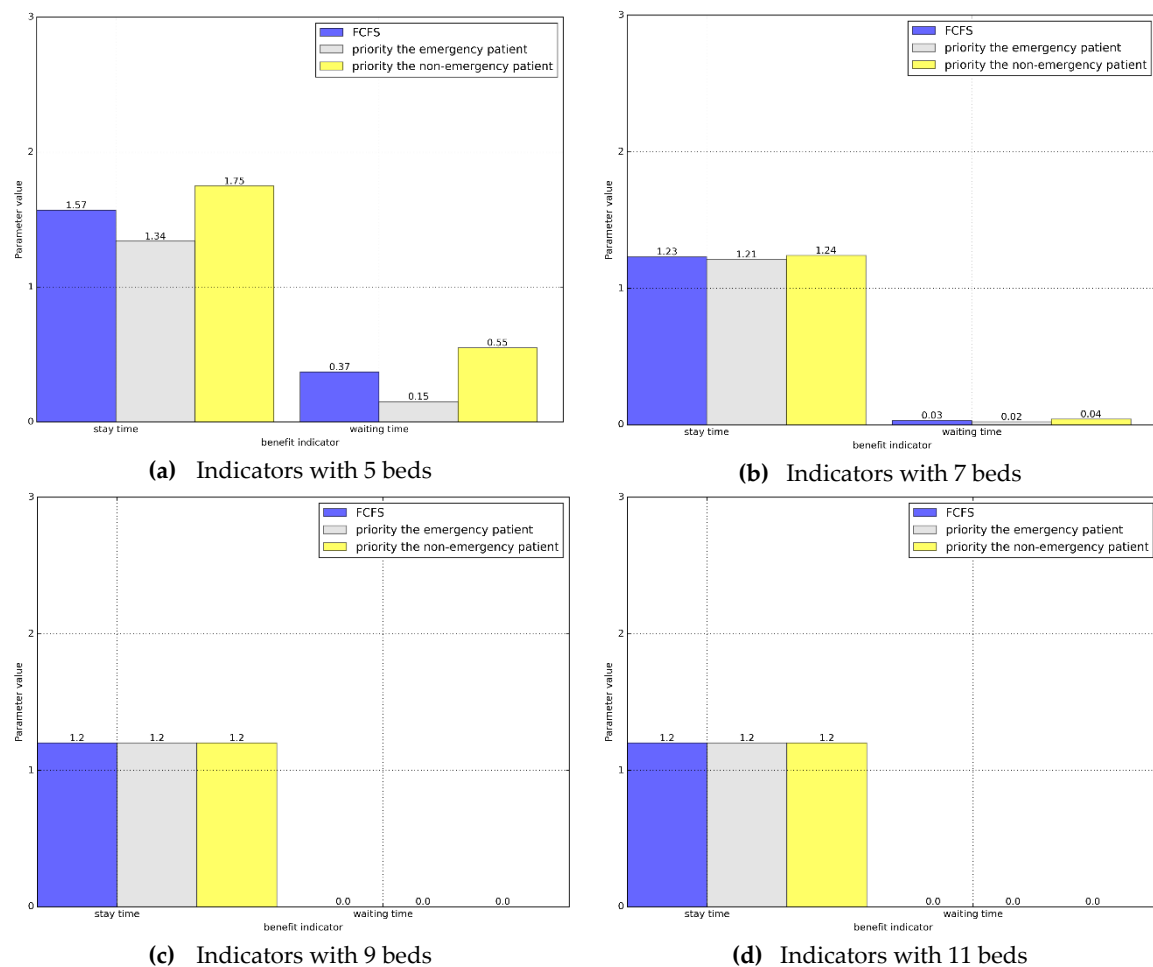 3
FCFS
priority the emergency patient
priority the non-emergency patient
2
Parameter value
1.57
1.34
1.75
1
0.37
0.15
0.55
0
stay time
waiting time
benefit indicator
(a) Indicators with 5 beds
3
FCFS
priority the emergency patient
priority the non-emergency patient
2
Parameter value
1.23
1.21
1.24
1
0.03
0.02
0.04
0
stay time
waiting time
benefit indicator
(b) Indicators with 7 beds
3
FCFS
priority the emergency patient
priority the non-emergency patient
2
Parameter value
1.2
1.2
1.2
1
0.0
0.0
0.0
0
stay time
waiting time
benefit indicator
(c) Indicators with 9 beds
3
FCFS
priority the emergency patient
priority the non-emergency patient
2
Parameter value
1.2
1.2
1.2
1
0.0
0.0
0.0
0
stay time
waiting time
benefit indicator
(d) Indicators with 11 beds